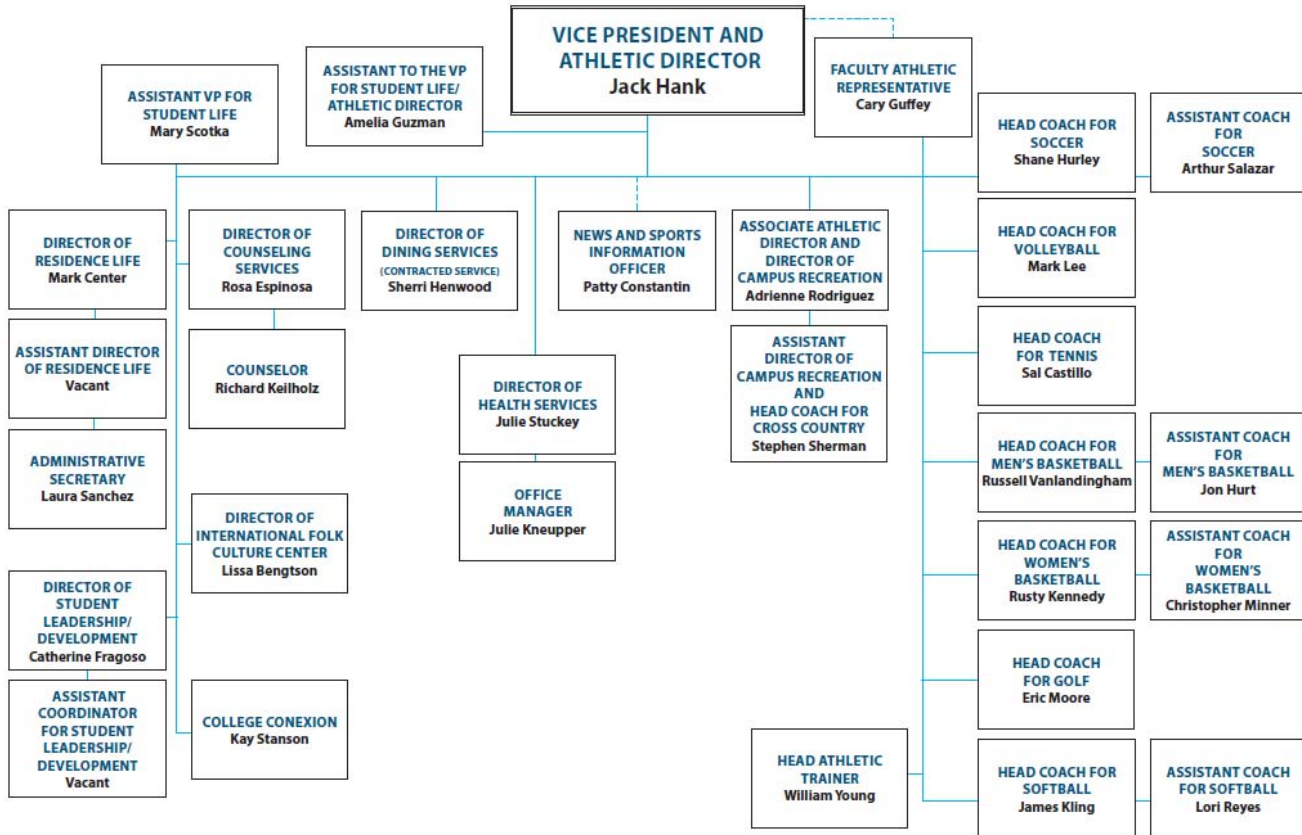 VICE PRESIDENT AND
ATHLETIC DIRECTOR
Jack Hank
ASSISTANT VP FOR
STUDENT LIFE
Mary Scotka
ASSISTANT TO THE VP
FOR STUDENT LIFE/
ATHLETIC DIRECTOR
Amelia Guzman
FACULTY ATHLETIC
REPRESENTATIVE
Cary Guffey
HEAD COACH FOR
SOCCER
Shane Hurley
ASSISTANT COACH
FOR
SOCCER
Arthur Salazar
DIRECTOR OF
RESIDENCE LIFE
Mark Center
DIRECTOR OF
COUNSELING
SERVICES
Rosa Espinosa
DIRECTOR OF
DINING SERVICES
(CONTRACTED SERVICE)
Sherri Henwood
NEWS AND SPORTS
INFORMATION
OFFICER
Patty Constantin
ASSOCIATE ATHLETIC
DIRECTOR AND
DIRECTOR OF
CAMPUS RECREATION
Adrienne Rodriguez
HEAD COACH FOR
VOLLEYBALL
Mark Lee
ASSISTANT DIRECTOR
OF RESIDENCE LIFE
Vacant
COUNSELOR
Richard Keilholz
DIRECTOR OF
HEALTH SERVICES
Julie Stuckey
ASSISTANT
DIRECTOR OF
CAMPUS RECREATION
AND
HEAD COACH FOR
CROSS COUNTRY
Stephen Sherman
HEAD COACH
FOR TENNIS
Sal Castillo
ADMINISTRATIVE
SECRETARY
Laura Sanchez
OFFICE
MANAGER
Julie Kneupper
HEAD COACH FOR
MEN'S BASKETBALL
Russell Vanlandingham
ASSISTANT COACH
FOR
MEN'S BASKETBALL
Jon Hurt
DIRECTOR OF
INTERNATIONAL FOLK
CULTURE CENTER
Lissa Bengtson
HEAD COACH FOR
WOMEN'S
BASKETBALL
Rusty Kennedy
ASSISTANT COACH
FOR
WOMEN'S
BASKETBALL
Christopher Minner
DIRECTOR OF
STUDENT
LEADERSHIP/
DEVELOPMENT
Catherine Fragoso
HEAD COACH
FOR GOLF
Eric Moore
ASSISTANT
COORDINATOR
FOR STUDENT
LEADERSHIP/
DEVELOPMENT
Vacant
COLLEGE CONEXION
Kay Stanson
HEAD ATHLETIC
TRAINER
William Young
HEAD COACH FOR
SOFTBALL
James Kling
ASSISTANT COACH
FOR SOFTBALL
Lori Reyes